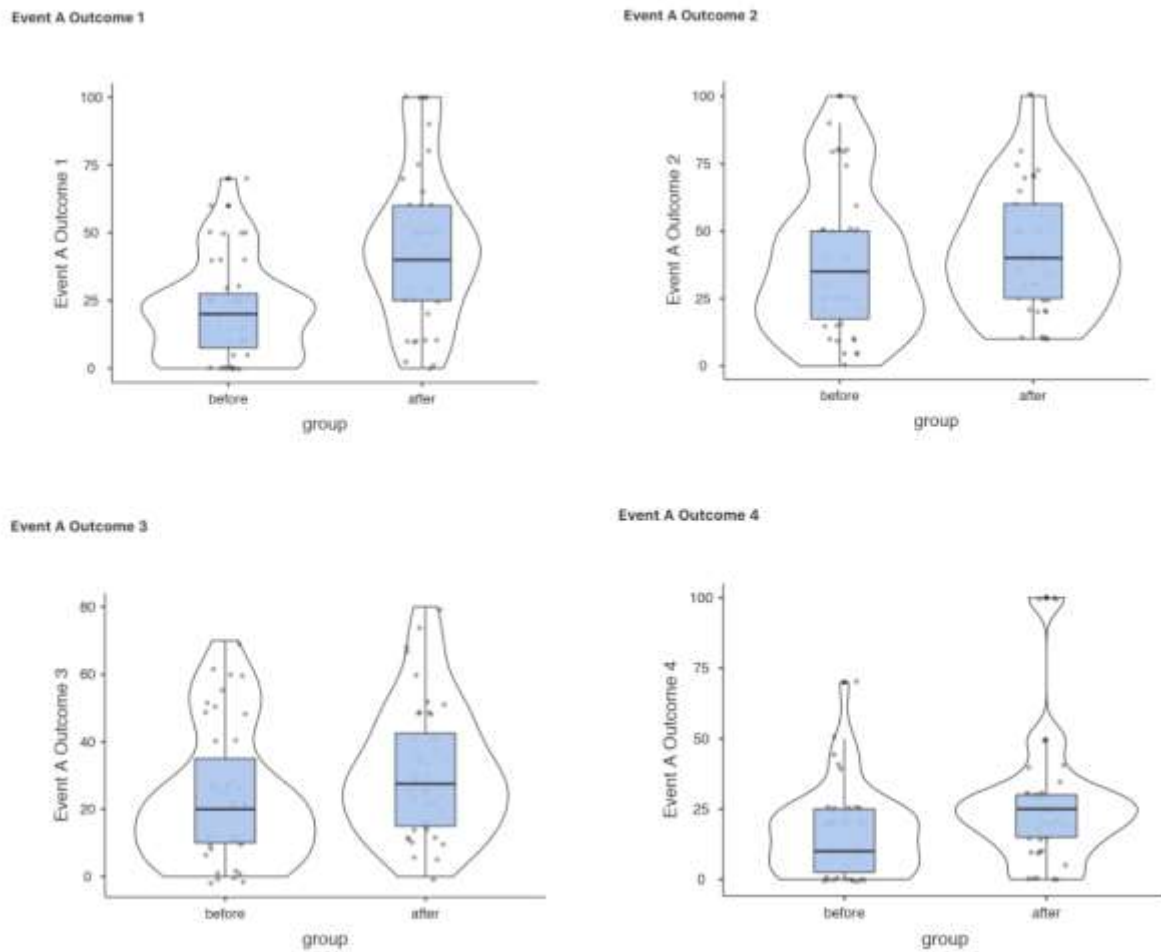 Event A Outcome 1
100
75
50
25
0
Event A Outcome 1
before
after
group
Event A Outcome 2
100
75
50
25
0
Event A Outcome 2
before
after
group
Event A Outcome 3
80
60
40
20
0
Event A Outcome 3
before
after
group
Event A Outcome 4
100
75
50
25
0
Event A Outcome 4
before
after
group